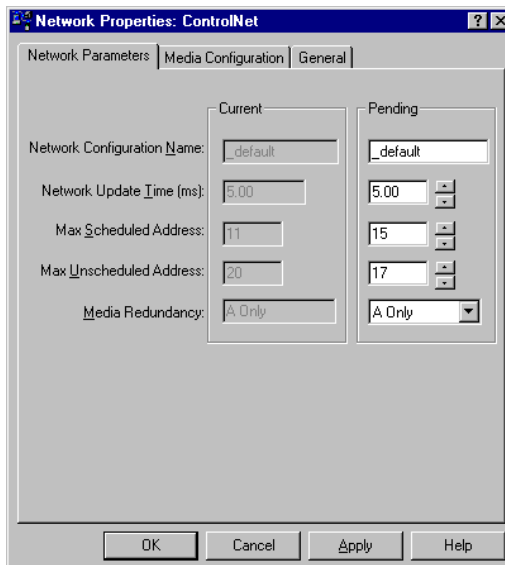 Network Properties: ControlNet
Network Parameters Media Configuration General
Current Pending
Network Configuration Name: _default _default
Network Update Time (ms): 5.00 5.00
Max Scheduled Address: 11 15
Max Unscheduled Address: 20 17
Media Redundancy: A Only A Only
OK Cancel Apply Help